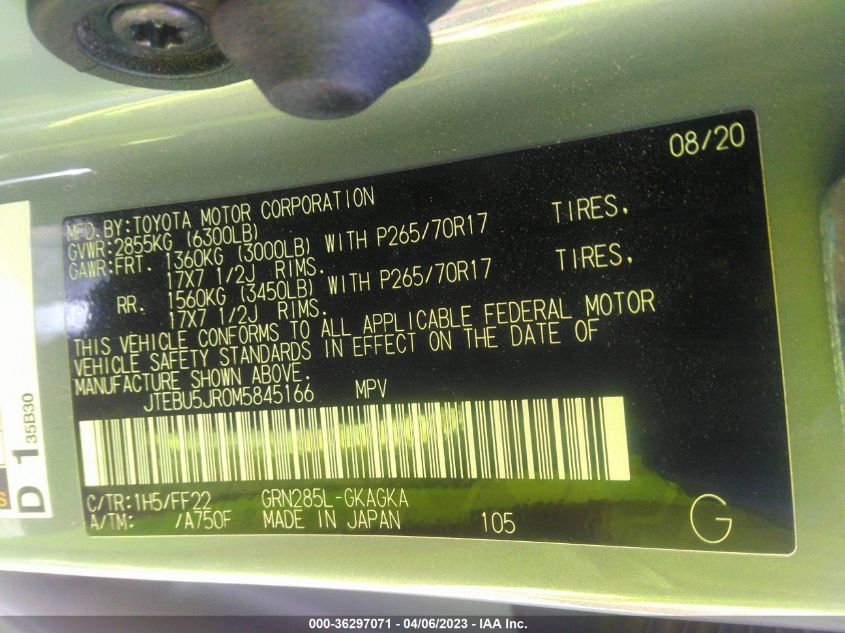 08/20
MFD. BY:TOYOTA MOTOR CORPORATION
GVWR:2855KG (6300LB)
GAWR:FRT. 1360KG (3000LB) WITH P265/70R17 TIRES.
17X7 1/2J RIMS.
RR. 1560KG (3450LB) WITH P265/70R17 TIRES.
17X7 1/2J RIMS.
THIS VEHICLE CONFORMS TO ALL APPLICABLE FEDERAL MOTOR
VEHICLE SAFETY STANDARDS IN EFFECT ON THE DATE OF
MANUFACTURE SHOWN ABOVE.
JTEBU5JR0M5845166 MPV
C/TR:1H5/FF22 GRN285L-GKAGKA
A/TM: /A750F MADE IN JAPAN 105
G
D 1 35B30
S
000-36297071 - 04/06/2023 - IAA Inc.